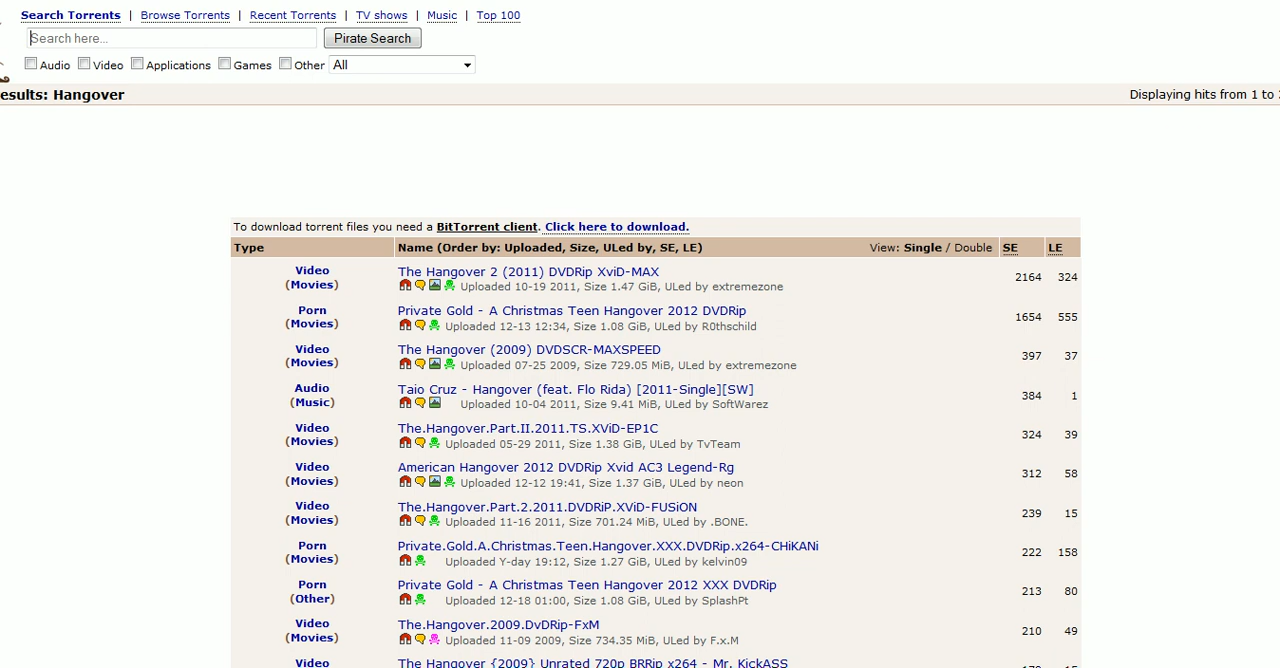 Search Torrents | Browse Torrents | Recent Torrents | TV shows | Music | Top 100
Search here... Pirate Search
Audio Video Applications Games Other All
esults: Hangover Displaying hits from 1 to
To download torrent files you need a BitTorrent client. Click here to download.
Type Name (Order by: Uploaded, Size, ULed by, SE, LE) View: Single / Double SE LE
Video The Hangover 2 (2011) DVDRip XviD-MAX
(Movies) Uploaded 10-19 2011, Size 1.47 GiB, ULed by extremezone 2164 324
Porn Private Gold - A Christmas Teen Hangover 2012 DVDRip
(Movies) Uploaded 12-13 12:34, Size 1.08 GiB, ULed by R0thschild 1654 555
Video The Hangover (2009) DVDSCR-MAXSPEED
(Movies) Uploaded 07-25 2009, Size 729.05 MiB, ULed by extremezone 397 37
Audio Taio Cruz - Hangover (feat. Flo Rida) [2011-Single][SW]
(Music) Uploaded 10-04 2011, Size 9.41 MiB, ULed by SoftWarez 384 1
Video The.Hangover.Part.II.2011.TS.XViD-EP1C
(Movies) Uploaded 05-29 2011, Size 1.38 GiB, ULed by TvTeam 324 39
Video American Hangover 2012 DVDRip Xvid AC3 Legend-Rg
(Movies) Uploaded 12-12 19:41, Size 1.37 GiB, ULed by neon 312 58
Video The.Hangover.Part.2.2011.DVDRiP.XViD-FUSiON
(Movies) Uploaded 11-16 2011, Size 701.24 MiB, ULed by .BONE. 239 15
Porn Private.Gold.A.Christmas.Teen.Hangover.XXX.DVDRip.x264-CHiKANi
(Movies) Uploaded Y-day 19:12, Size 1.27 GiB, ULed by kelvin09 222 158
Porn Private Gold - A Christmas Teen Hangover 2012 XXX DVDRip
(Other) Uploaded 12-18 01:00, Size 1.08 GiB, ULed by SplashPt 213 80
Video The.Hangover.2009.DvDRip-FxM
(Movies) Uploaded 11-09 2009, Size 734.35 MiB, ULed by F.x.M 210 49
Video The Hangover {2009} Unrated 720p BRRip x264 - Mr. KickASS